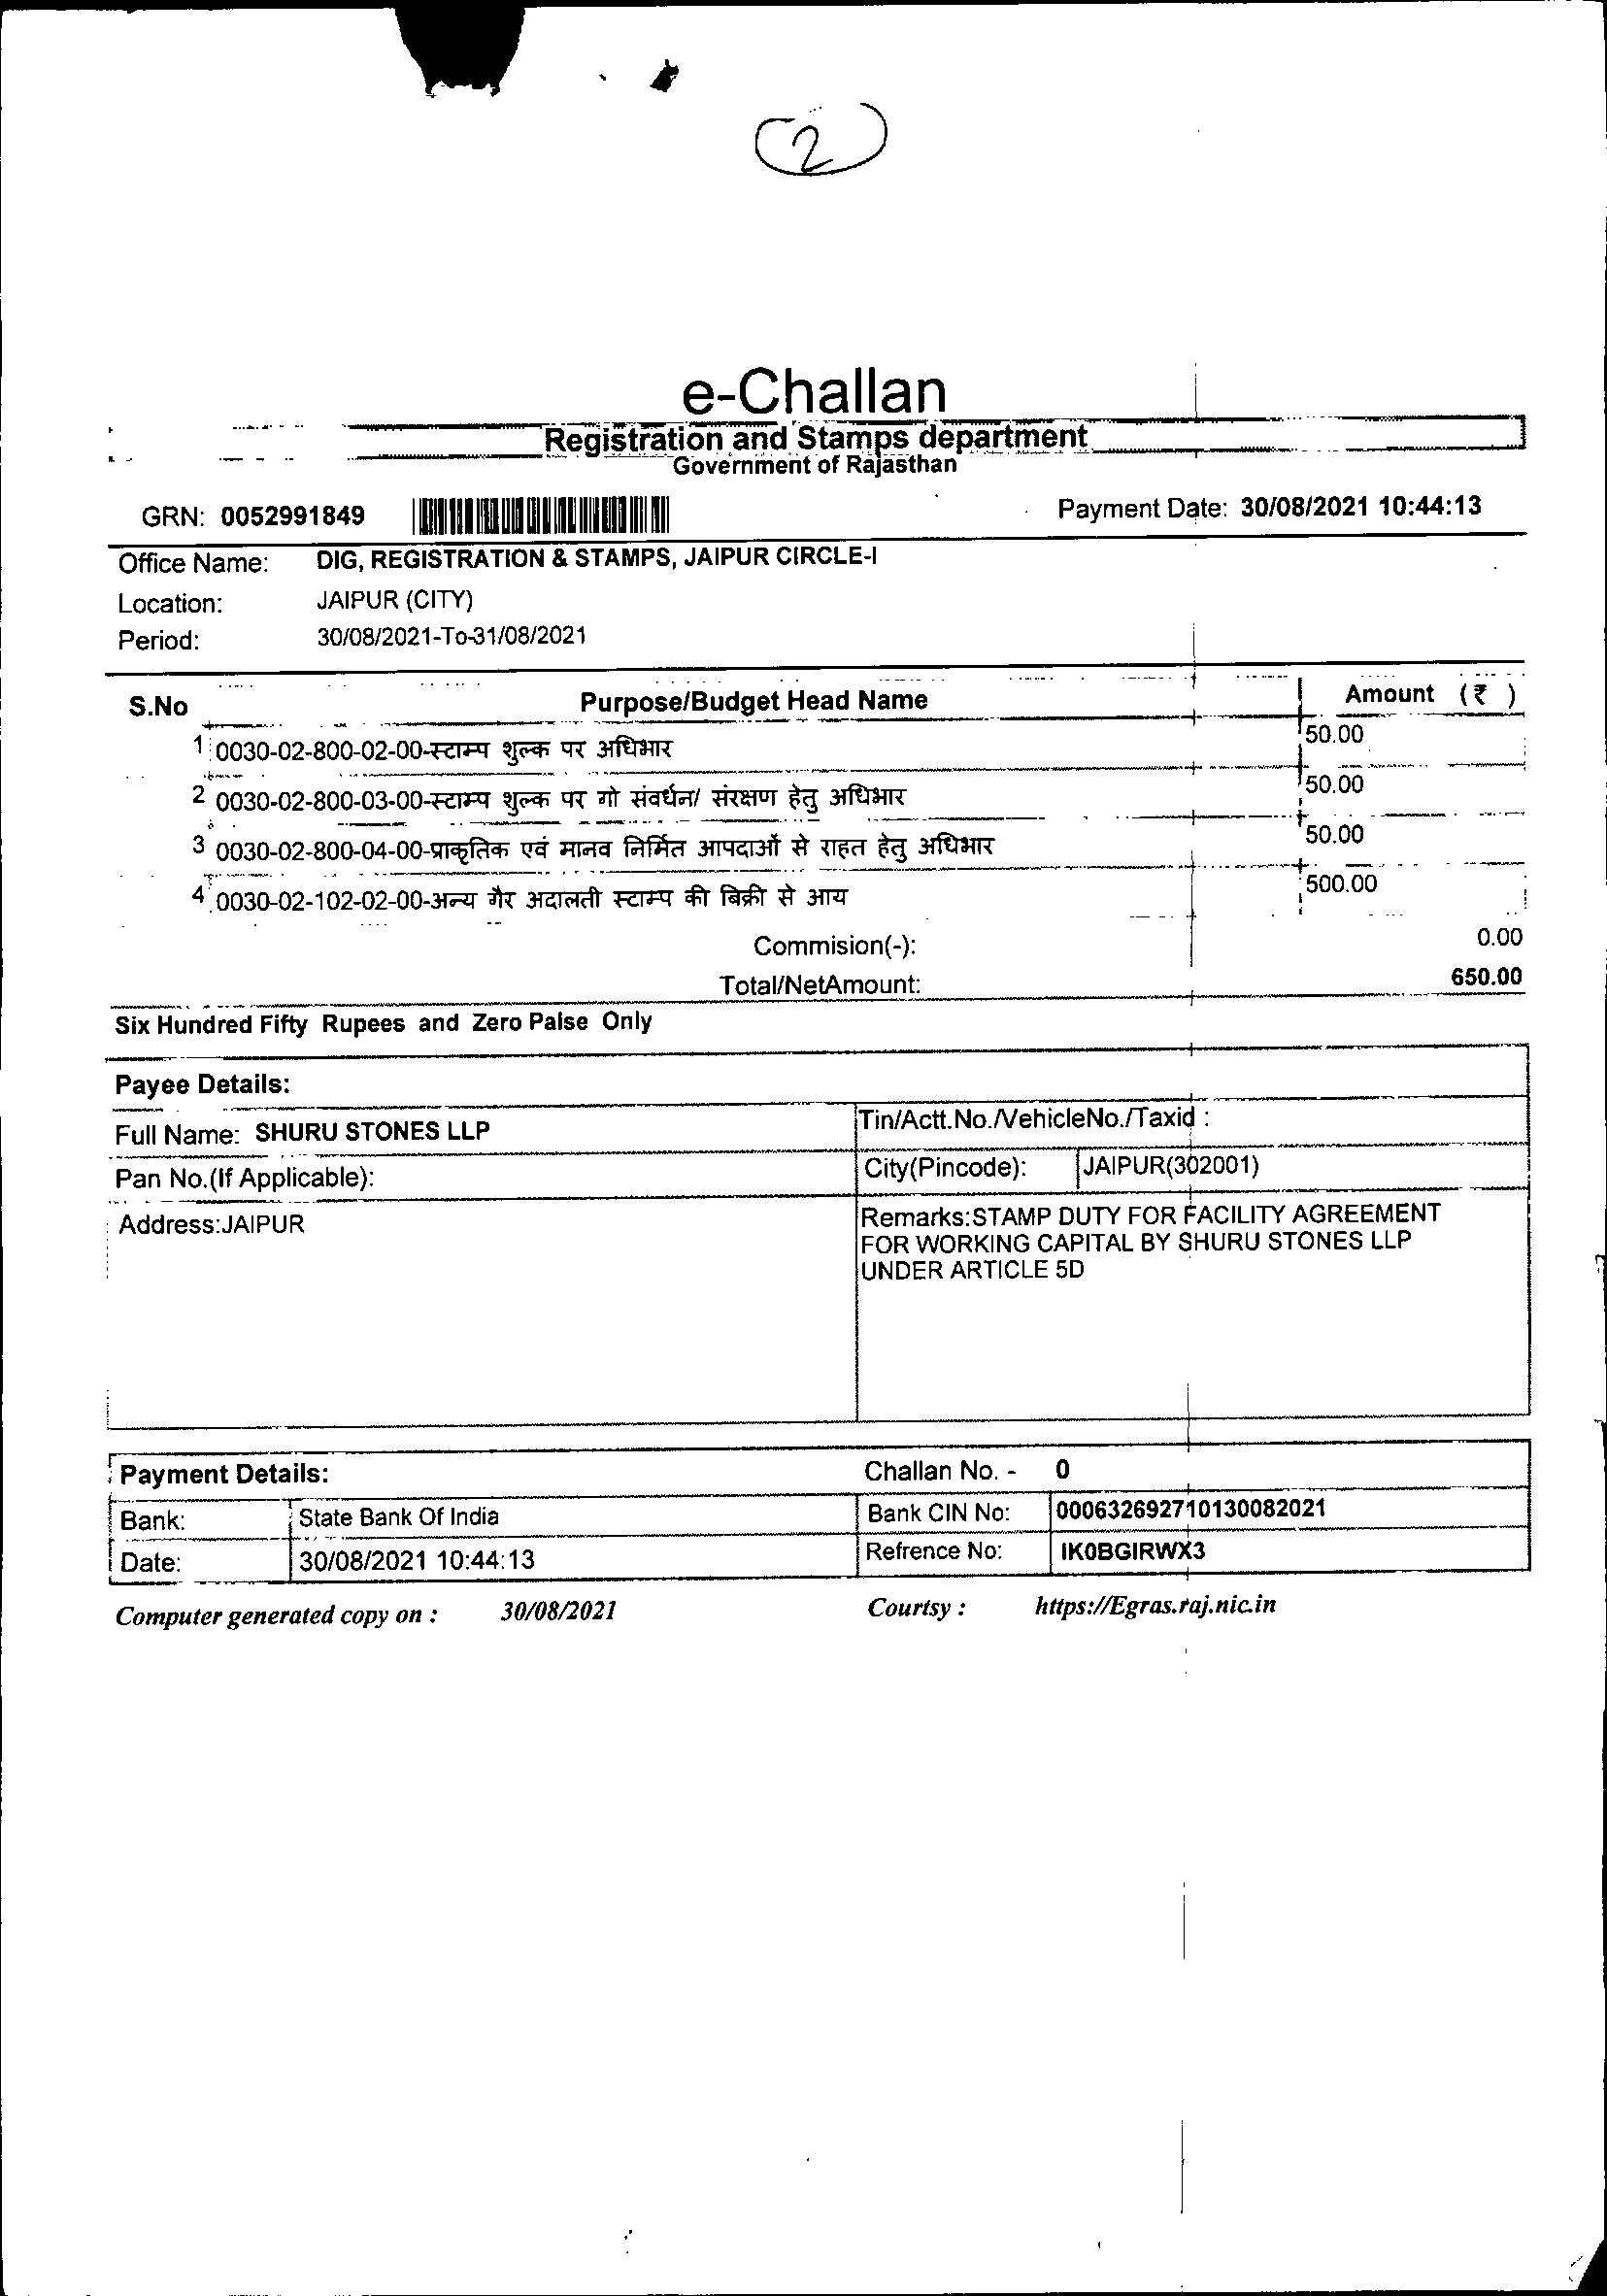 2
e-Challan
Registration and Stamps department
Government of Rajasthan
GRN: 0052991849 Payment Date: 30/08/2021 10:44:13
Office Name: DIG, REGISTRATION & STAMPS, JAIPUR CIRCLE-I
Location: JAIPUR (CITY)
Period: 30/08/2021-To-31/08/2021
S.No Purpose/Budget Head Name Amount (₹ )
1 0030-02-800-02-00-स्टाम्प शुल्क पर अधिभार 50.00
2 0030-02-800-03-00-स्टाम्प शुल्क पर गो संवर्धन/ संरक्षण हेतु अधिभार 50.00
3 0030-02-800-04-00-प्राकृतिक एवं मानव निर्मित आपदाओं से राहत हेतु अधिभार 50.00
4 0030-02-102-02-00-अन्य गैर अदालती स्टाम्प की बिक्री से आय 500.00
Commision(-): 0.00
Total/NetAmount: 650.00
Six Hundred Fifty Rupees and Zero Paise Only
Payee Details:
Full Name: SHURU STONES LLP Tin/Actt.No./VehicleNo./Taxid :
Pan No.(If Applicable): City(Pincode): JAIPUR(302001)
Address:JAIPUR Remarks:STAMP DUTY FOR FACILITY AGREEMENT
FOR WORKING CAPITAL BY SHURU STONES LLP
UNDER ARTICLE 5D
Payment Details: Challan No. - 0
Bank: State Bank Of India Bank CIN No: 000632692710130082021
Date: 30/08/2021 10:44:13 Refrence No: IK0BGIRWX3
Computer generated copy on : 30/08/2021 Courtsy : https://Egras.raj.nic.in